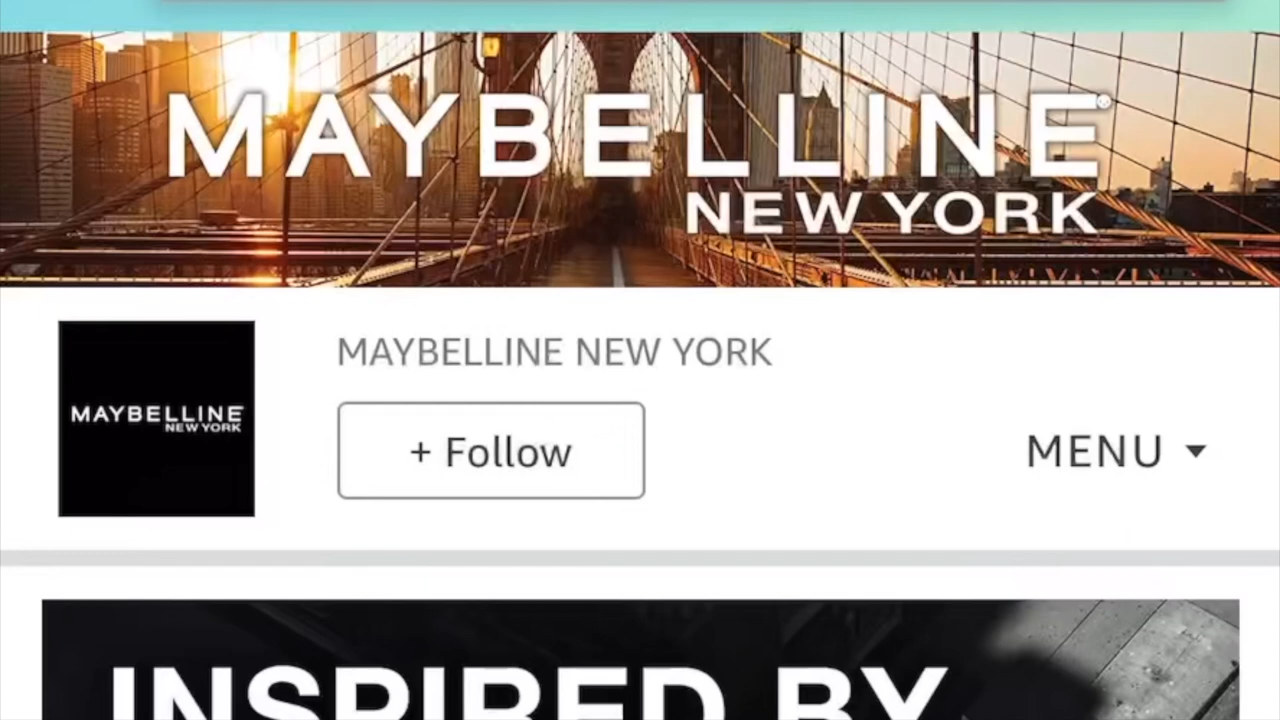 MAYBELLINE®
NEW YORK
MAYBELLINE NEW YORK
MAYBELLINE
NEW YORK
+ Follow
MENU
INSPIRED BY